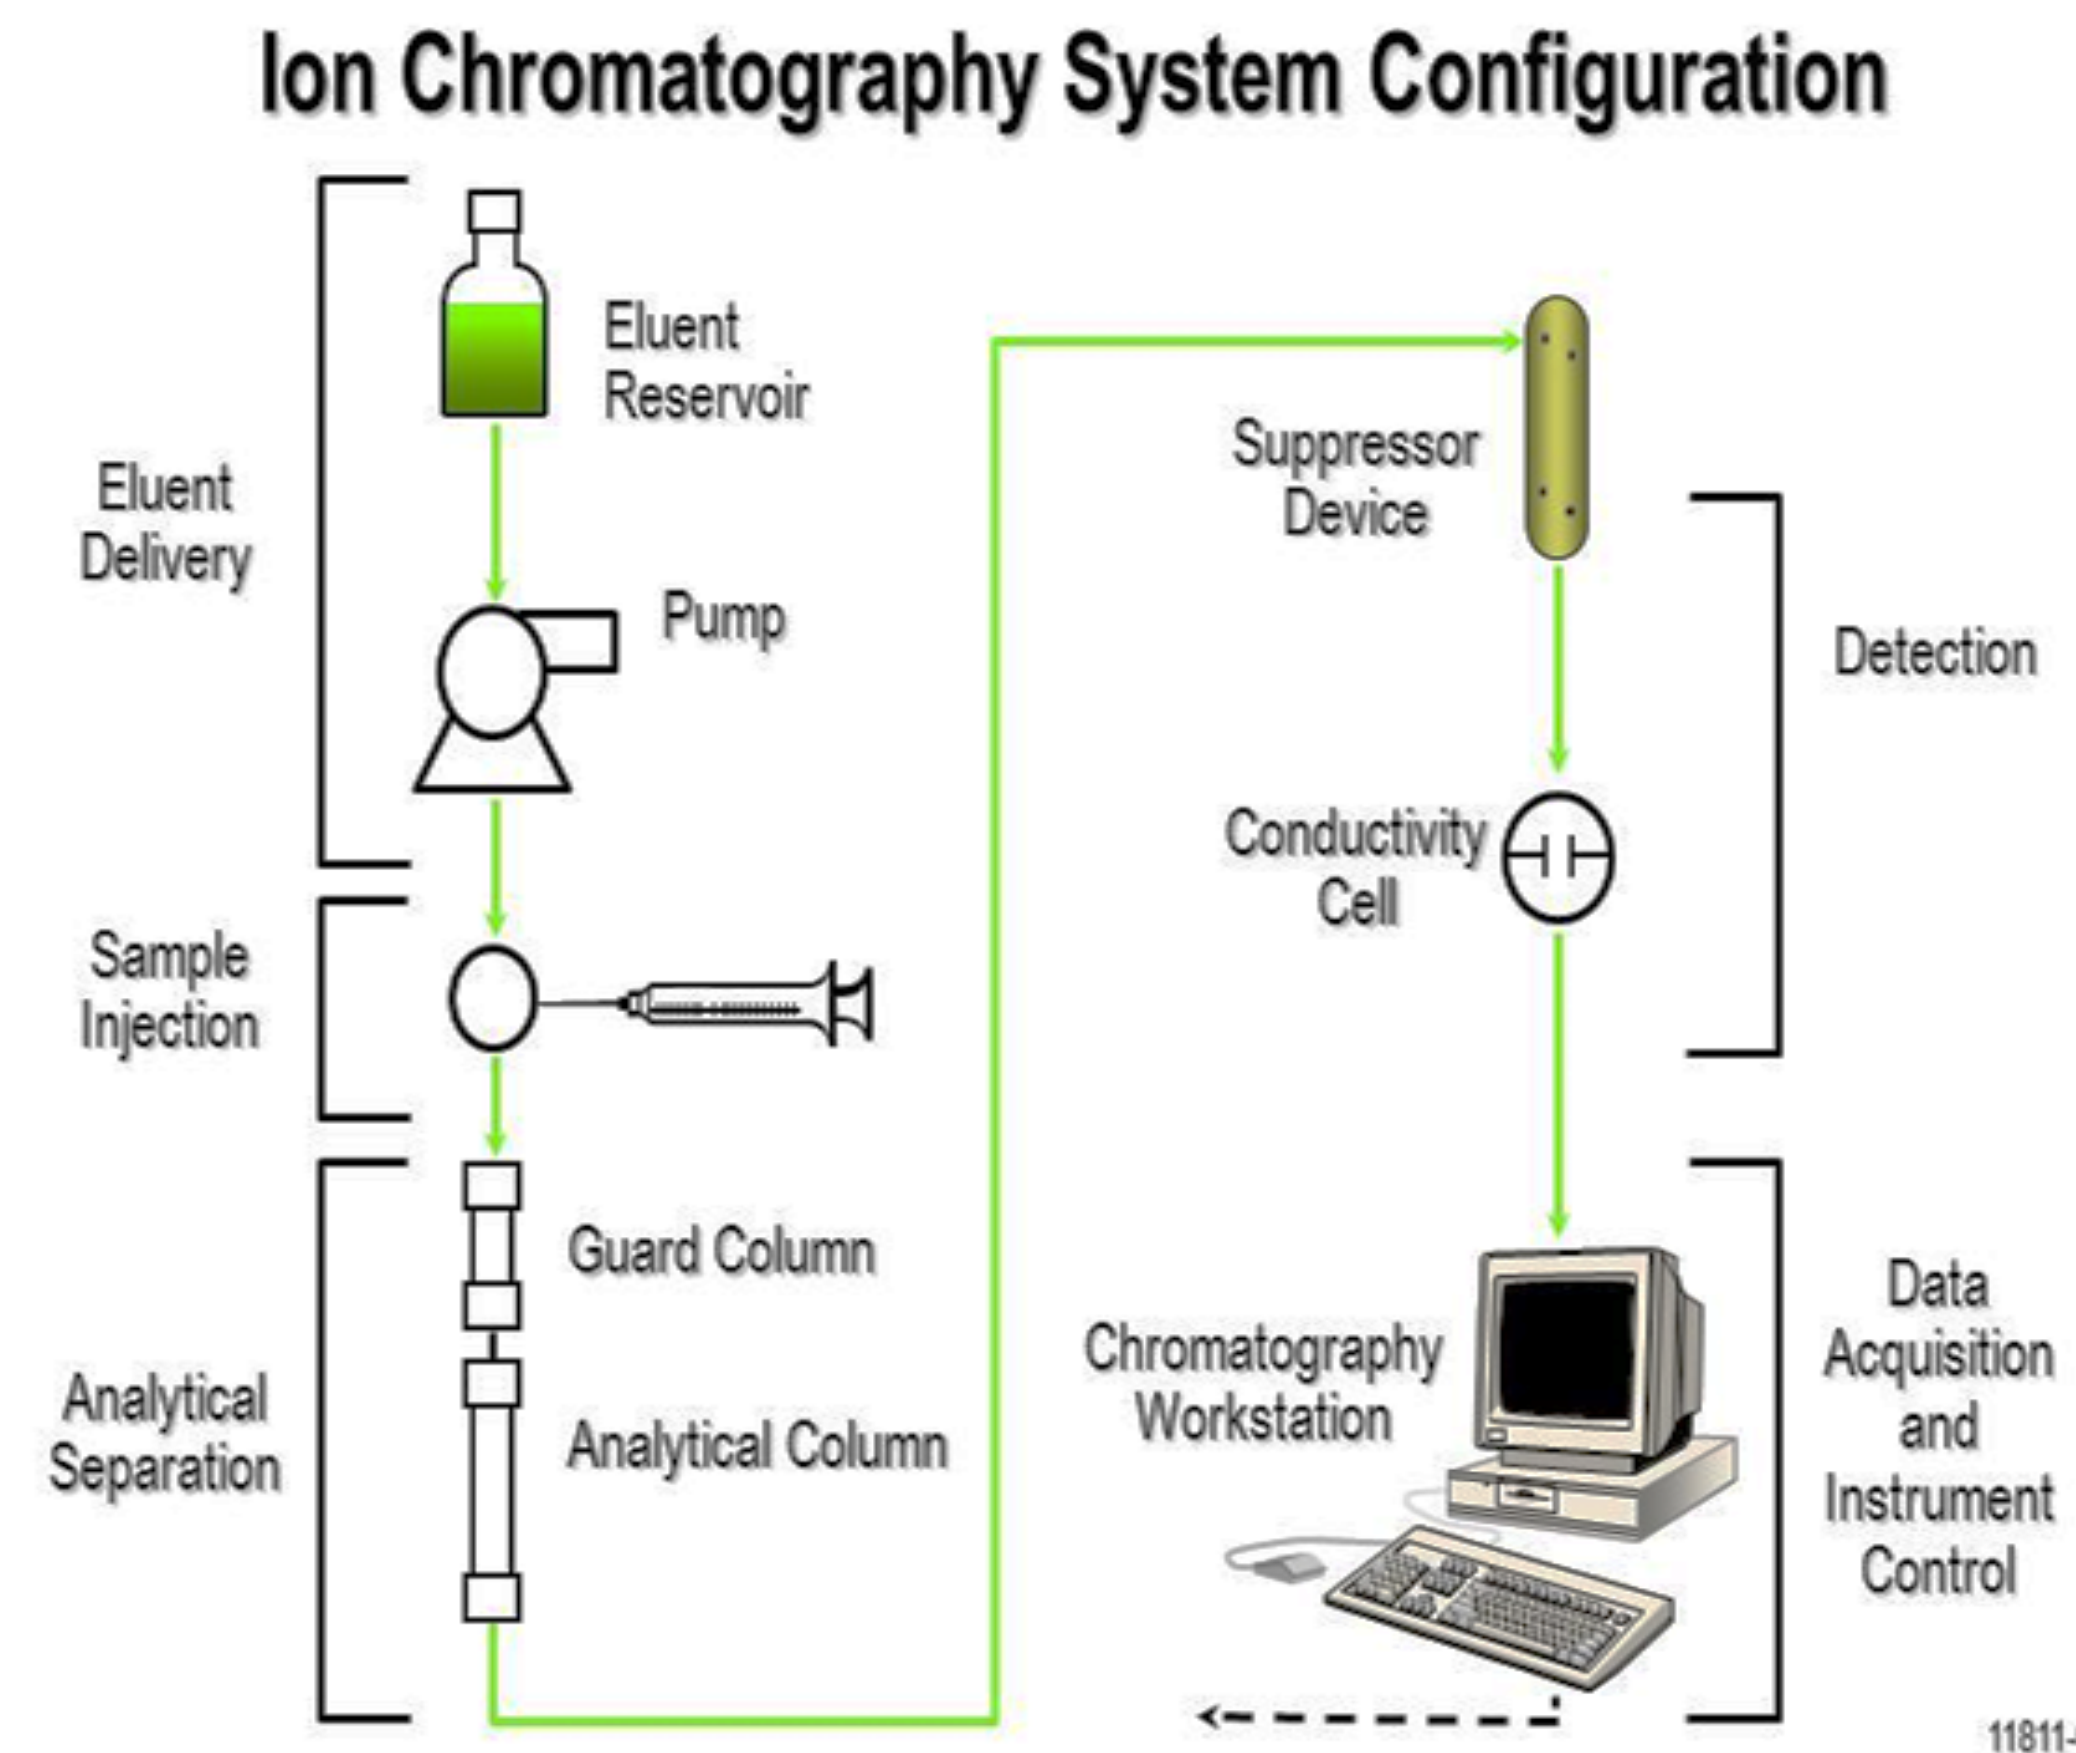 Ion Chromatography System Configuration
Eluent
Delivery
Eluent
Reservoir
Pump
Sample
Injection
Analytical
Separation
Guard Column
Analytical Column
Suppressor
Device
Detection
Conductivity
Cell
Chromatography
Workstation
Data
Acquisition
and
Instrument
Control
11811-